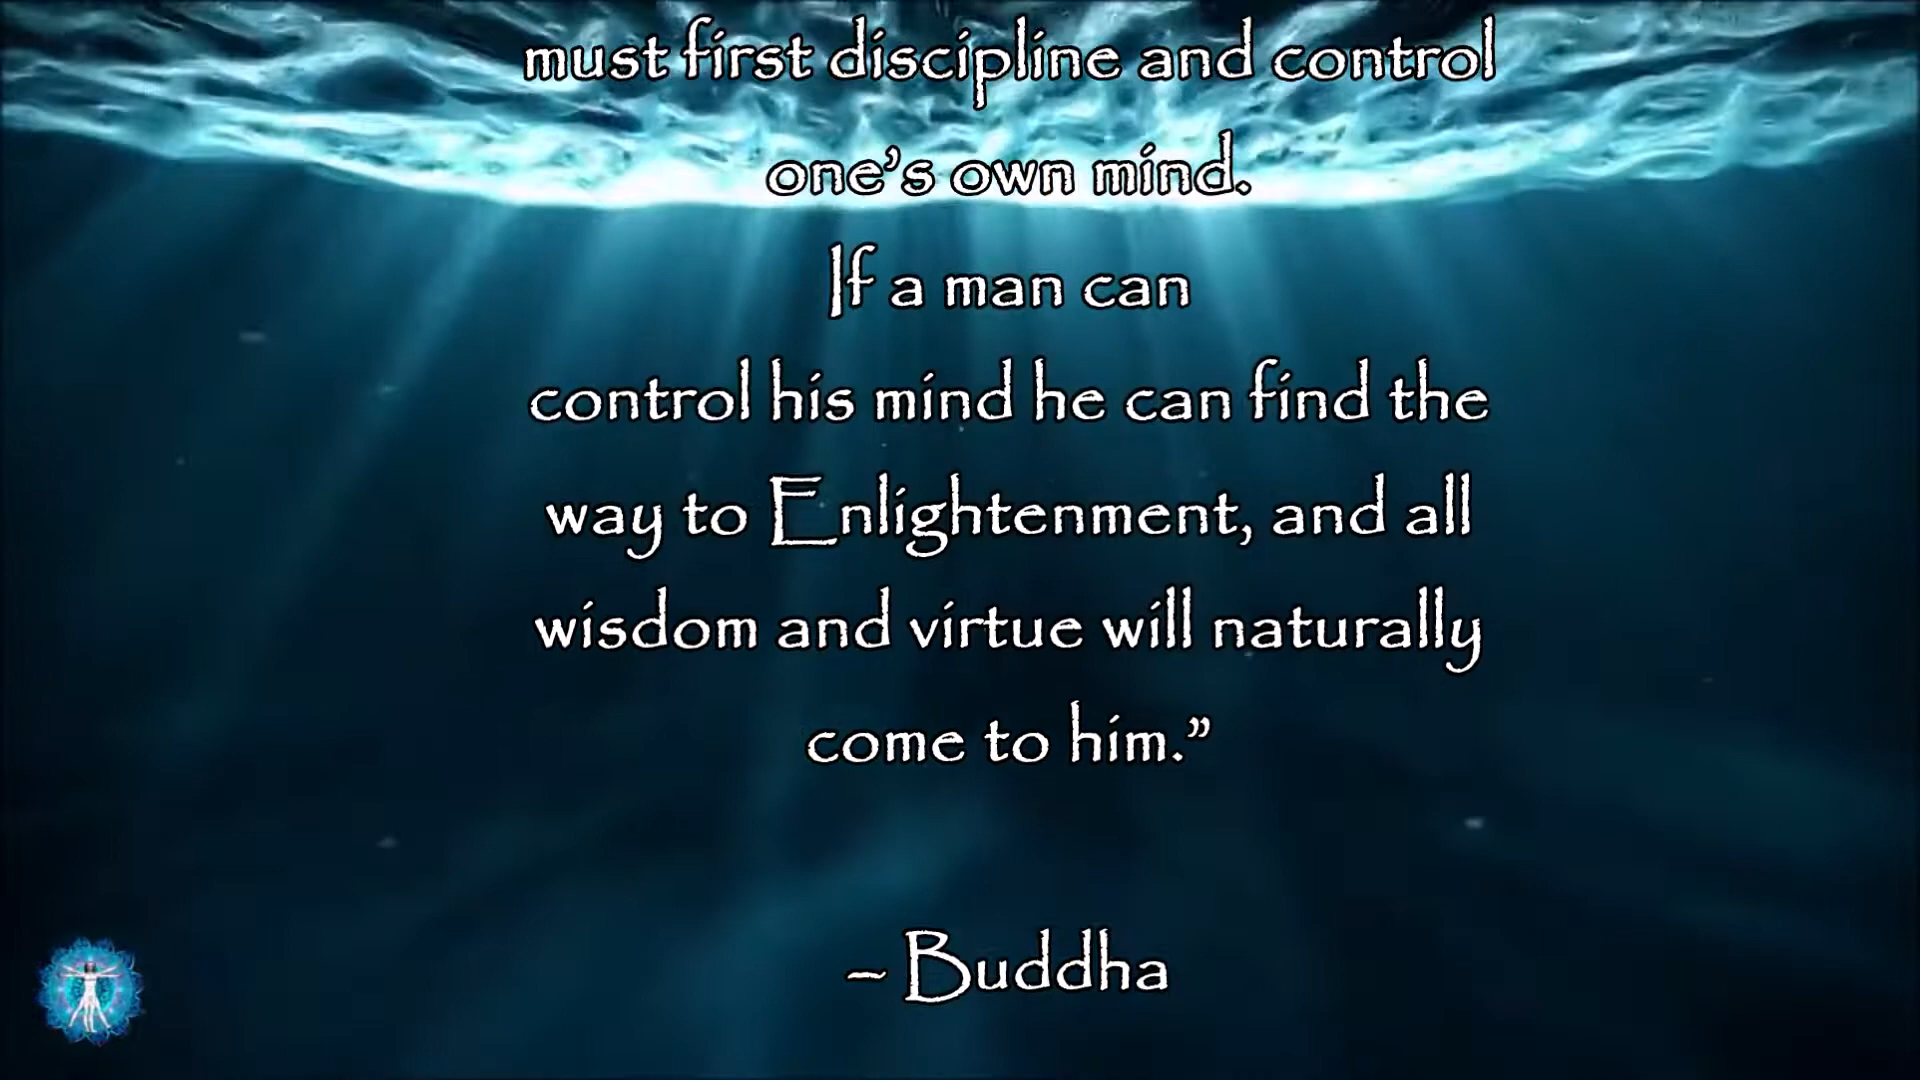 must first discipline and control
one’s own mind.
If a man can
control his mind he can find the
way to Enlightenment, and all
wisdom and virtue will naturally
come to him.”
– Buddha